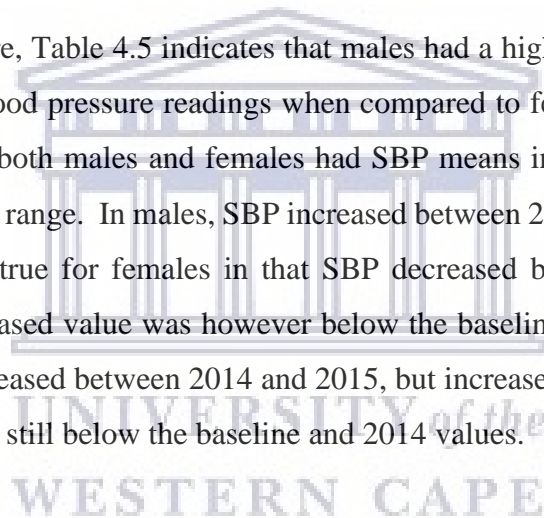 re, Table 4.5 indicates that males had a hig
ood pressure readings when compared to fe
both males and females had SBP means in
range. In males, SBP increased between 2
true for females in that SBP decreased b
ased value was however below the baselin
eased between 2014 and 2015, but increase
UNIVERSITY of the
still below the baseline and 2014 values.
WESTERN CAPE